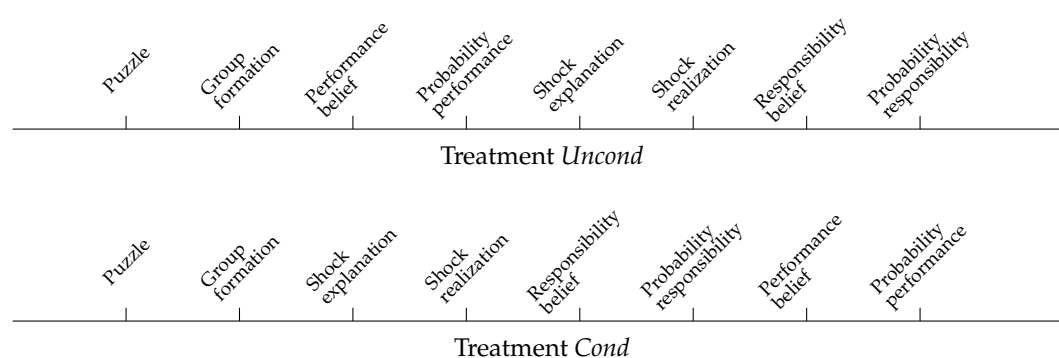 Puzzle
Group
formation
Performance
belief
Probability
performance
Shock
explanation
Shock
realization
Responsibility
belief
Probability
responsibility
Treatment Uncond
Puzzle
Group
formation
Shock
explanation
Shock
realization
Responsibility
belief
Probability
responsibility
Performance
belief
Probability
performance
Treatment Cond